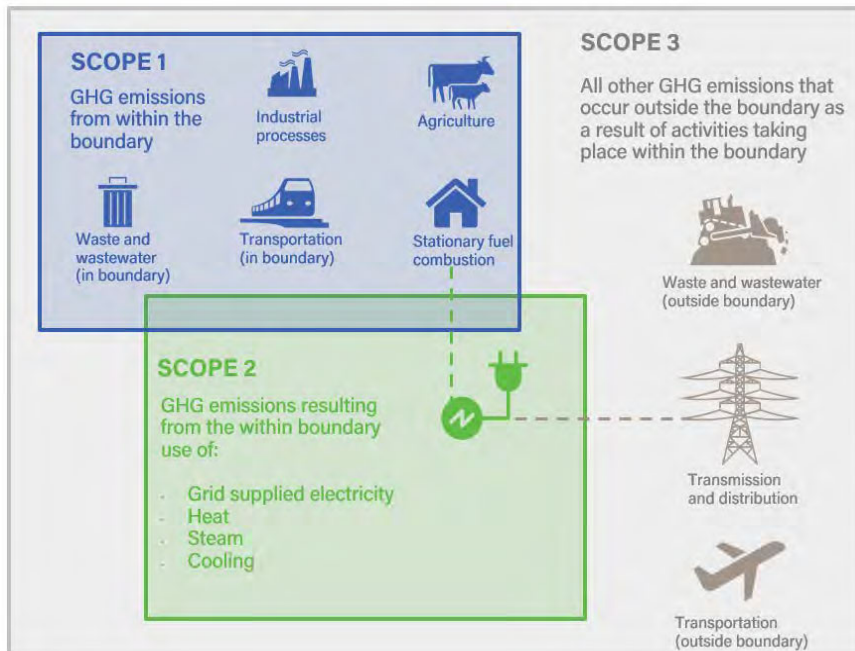 SCOPE 1
GHG emissions
from within the
boundary
Industrial
processes
Agriculture
Waste and
wastewater
(in boundary)
Transportation
(in boundary)
Stationary fuel
combustion
SCOPE 2
GHG emissions resulting
from the within boundary
use of:
Grid supplied electricity
Heat
Steam
Cooling
SCOPE 3
All other GHG emissions that
occur outside the boundary as
a result of activities taking
place within the boundary
Waste and wastewater
(outside boundary)
Transmission
and distribution
Transportation
(outside boundary)